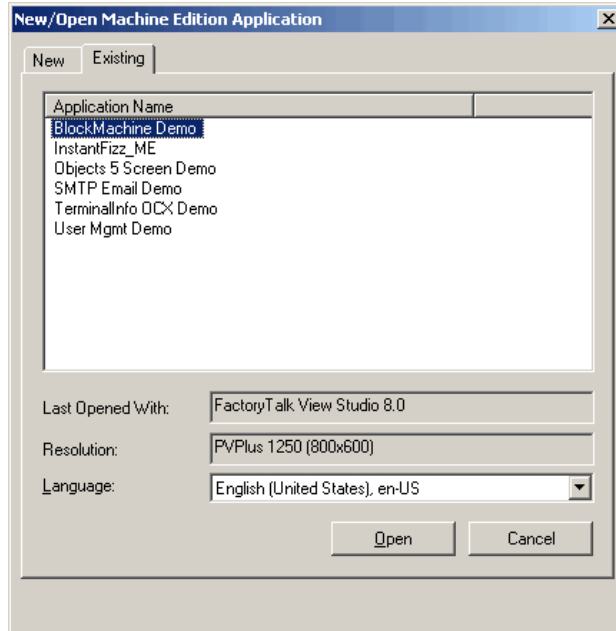 New/Open Machine Edition Application
New Existing
Application Name
BlockMachine Demo
InstantFizz_ME
Objects 5 Screen Demo
SMTP Email Demo
TerminalInfo OCX Demo
User Mgmt Demo
Last Opened With: FactoryTalk View Studio 8.0
Resolution: PVPlus 1250 (800x600)
Language: English (United States), en-US
Open Cancel